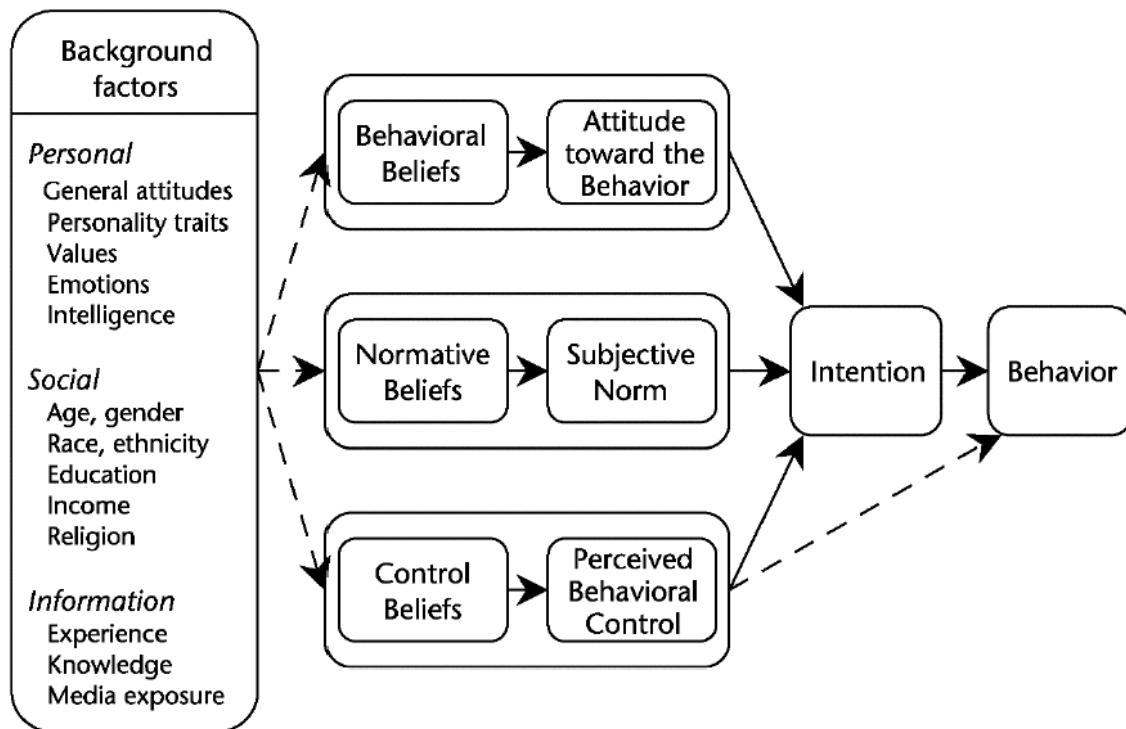 Background
factors
Personal
General attitudes
Personality traits
Values
Emotions
Intelligence
Social
Age, gender
Race, ethnicity
Education
Income
Religion
Information
Experience
Knowledge
Media exposure
Behavioral
Beliefs
Attitude
toward the
Behavior
Normative
Beliefs
Subjective
Norm
Control
Beliefs
Perceived
Behavioral
Control
Intention
Behavior